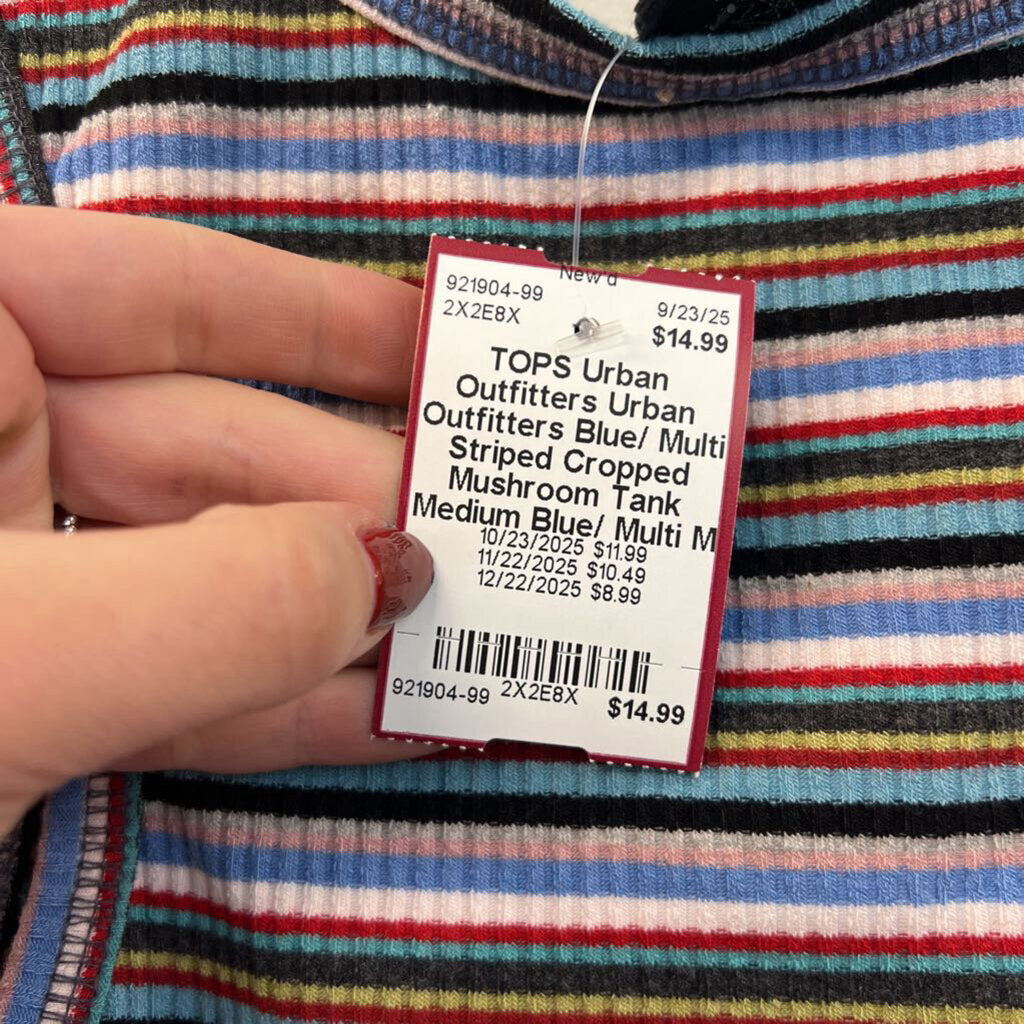 New'd
921904-99
9/23/25
2X2E8X
$14.99
TOPS Urban
Outfitters Urban
Outfitters Blue/ Multi
Striped Cropped
Mushroom Tank
Medium Blue/ Multi M
10/23/2025 $11.99
11/22/2025 $10.49
12/22/2025 $8.99
921904-99 2X2E8X $14.99